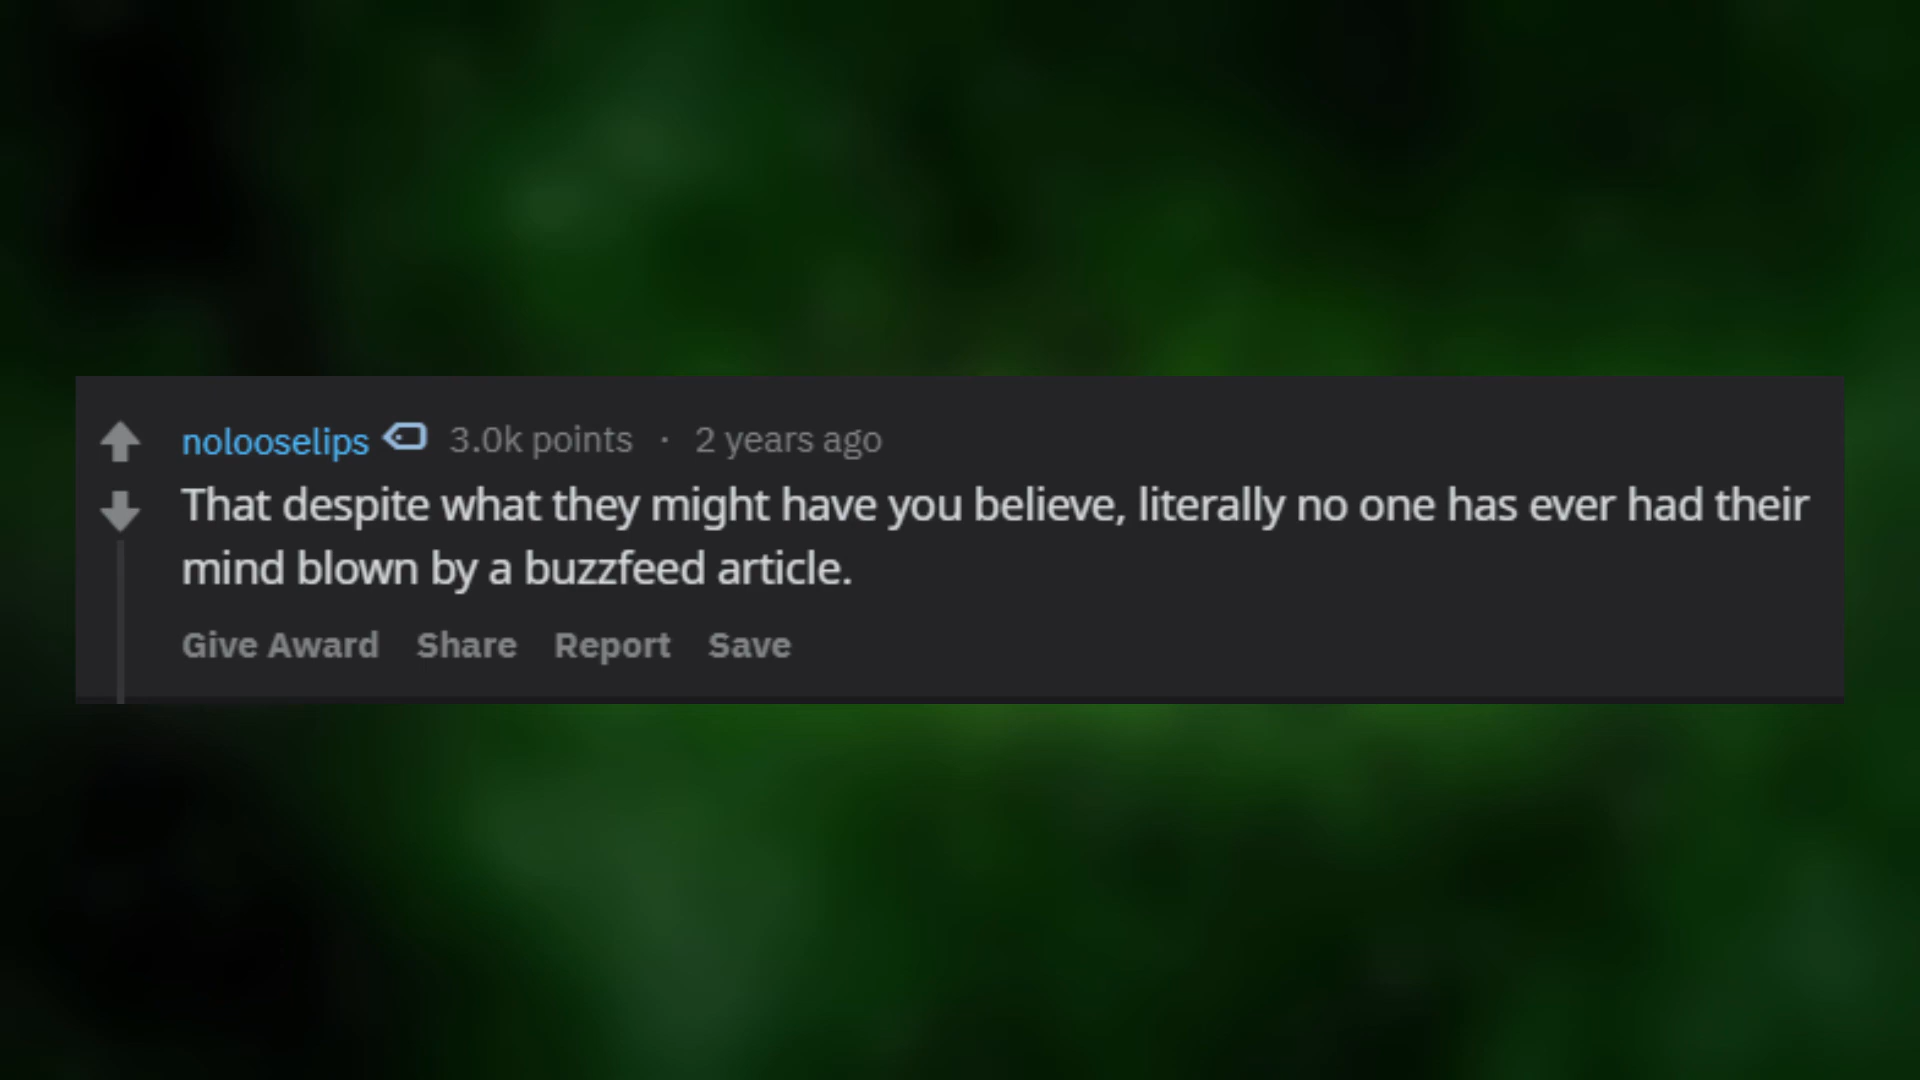 nolooselips 3.0k points · 2 years ago
That despite what they might have you believe, literally no one has ever had their
mind blown by a buzzfeed article.
Give Award Share Report Save